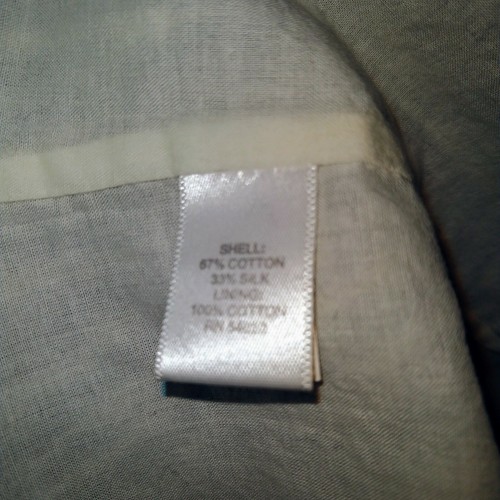 SHELL:
67% COTTON
33% SILK
LINING:
100% COTTON
RN